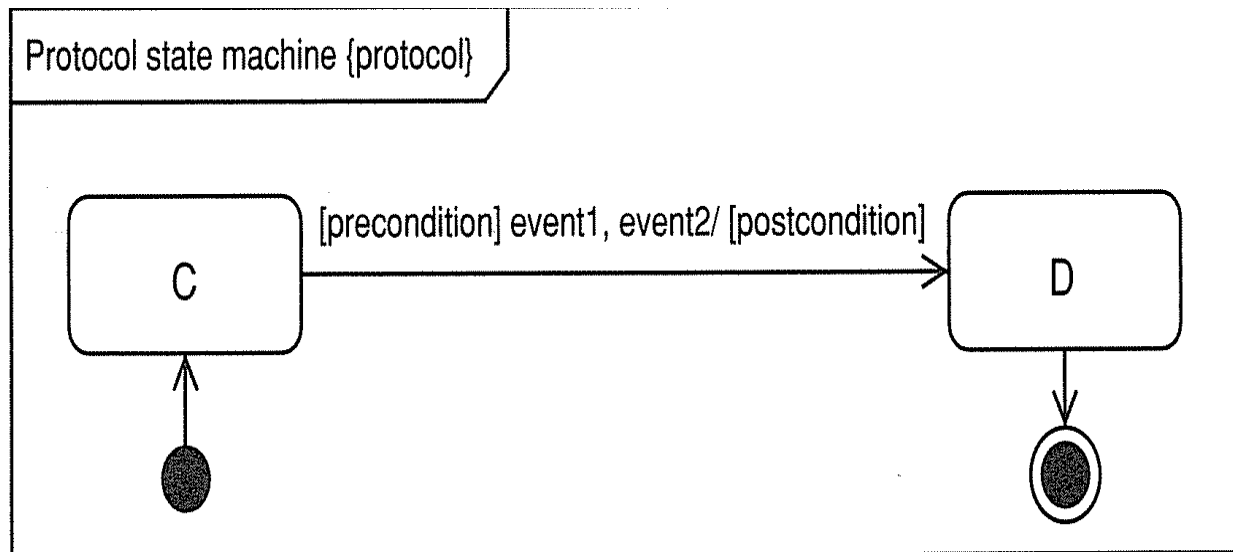 Protocol state machine {protocol}
[precondition] event1, event2/ [postcondition]
C
D